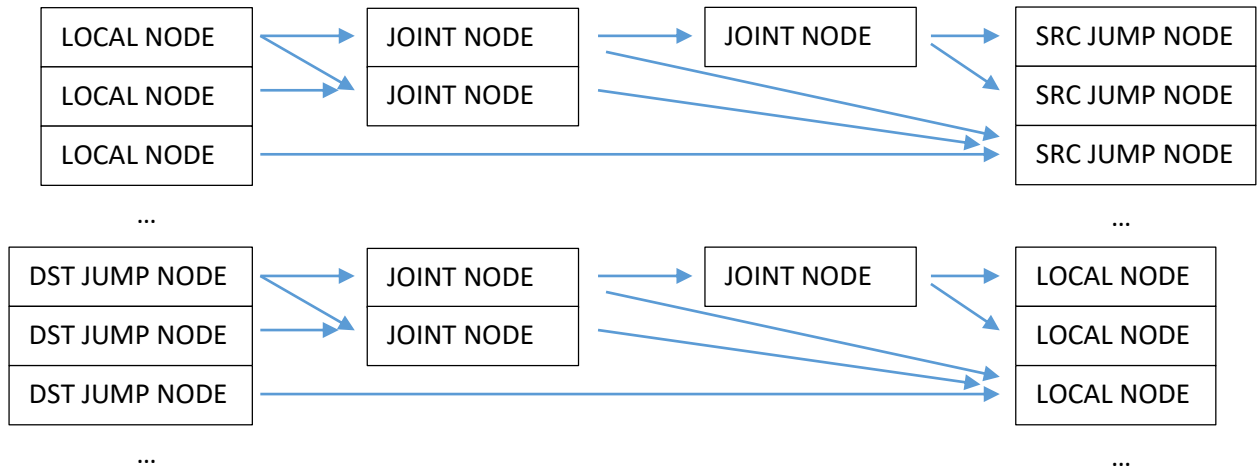 LOCAL NODE JOINT NODE JOINT NODE SRC JUMP NODE
LOCAL NODE JOINT NODE SRC JUMP NODE
LOCAL NODE SRC JUMP NODE
... ...
DST JUMP NODE JOINT NODE JOINT NODE LOCAL NODE
DST JUMP NODE JOINT NODE LOCAL NODE
DST JUMP NODE LOCAL NODE
... ...